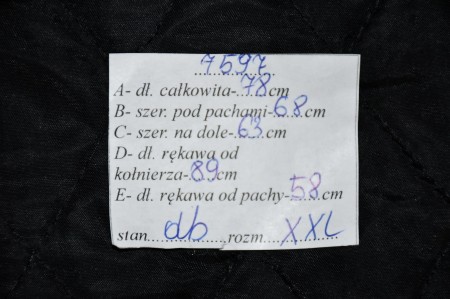 7597
A- dł. całkowita-78cm
B- szer. pod pachami-68cm
C- szer. na dole-63cm
D- dł. rękawa od
kołnierza-89cm
E- dł. rękawa od pachy-58cm
stan...db...,rozm...XXL